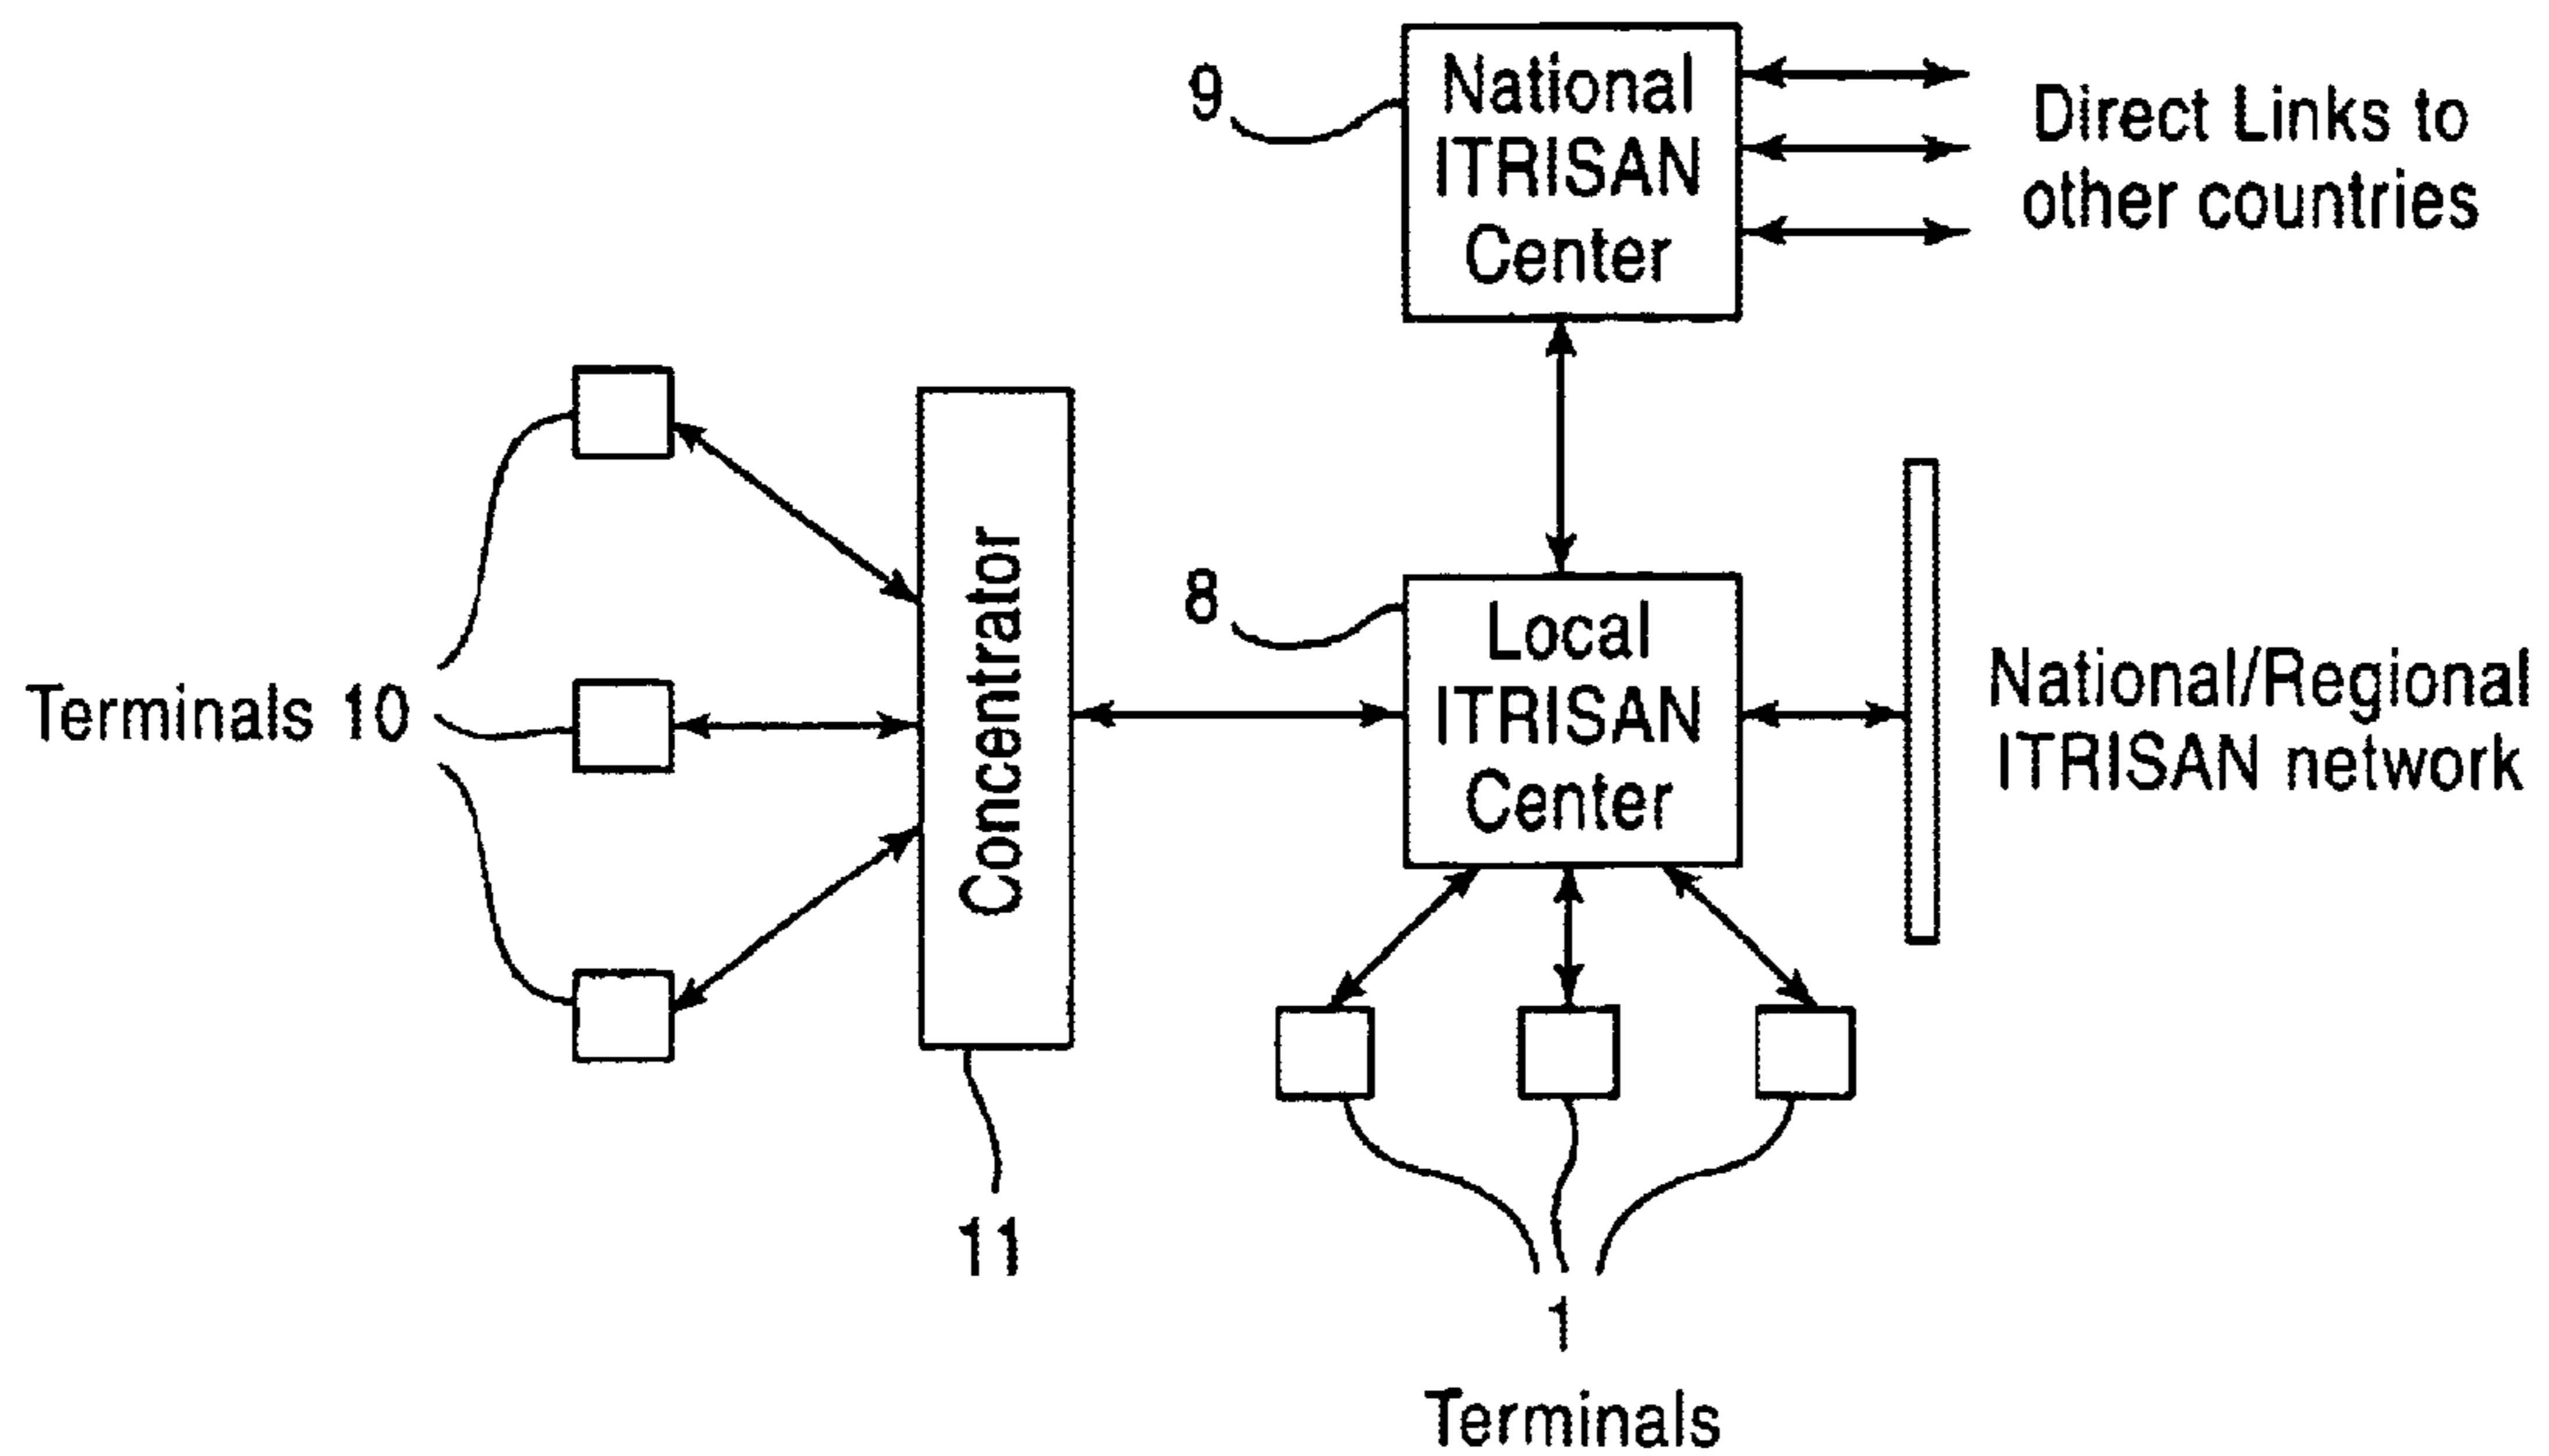 9
National
ITRISAN
Center
Direct Links to
other countries
Concentrator
8
Local
ITRISAN
Center
Terminals 10
National/Regional
ITRISAN network
11
1
Terminals